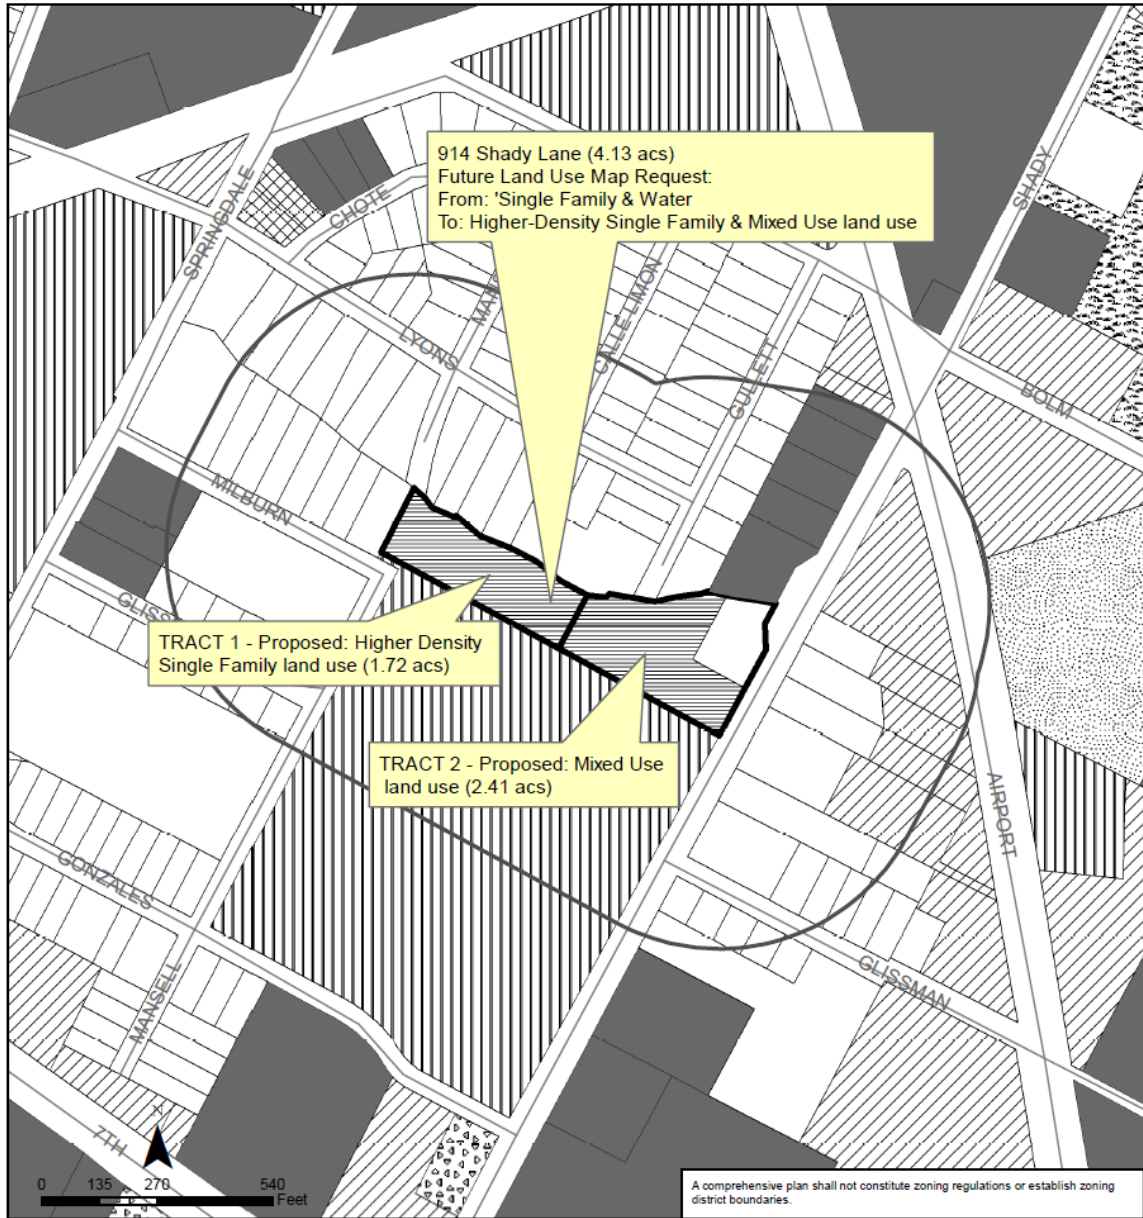 914 Shady Lane (4.13 acs)
Future Land Use Map Request:
From: 'Single Family & Water
To: Higher-Density Single Family & Mixed Use land use
SHADY
SPRINGDALE
CHOTE
LYONS
CALLE LIMON
GULLETT
BOLM
MILBURN
TRACT 1 - Proposed: Higher Density
Single Family land use (1.72 acs)
TRACT 2 - Proposed: Mixed Use
land use (2.41 acs)
AIRPORT
GONZALES
GLISSMAN
MANSELL
7TH
N
0 135 270 540
Feet
A comprehensive plan shall not constitute zoning regulations or establish zoning
district boundaries.